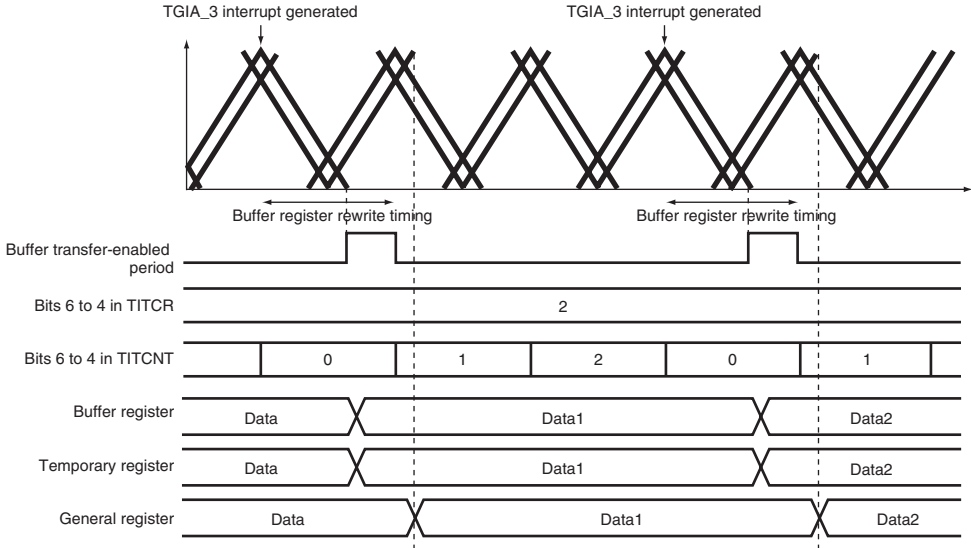 TGIA_3 interrupt generated
TGIA_3 interrupt generated
Buffer register rewrite timing
Buffer register rewrite timing
Buffer transfer-enabled
period
Bits 6 to 4 in TITCR
2
Bits 6 to 4 in TITCNT
0
1
2
0
1
Buffer register
Data
Data1
Data2
Temporary register
Data
Data1
Data2
General register
Data
Data1
Data2